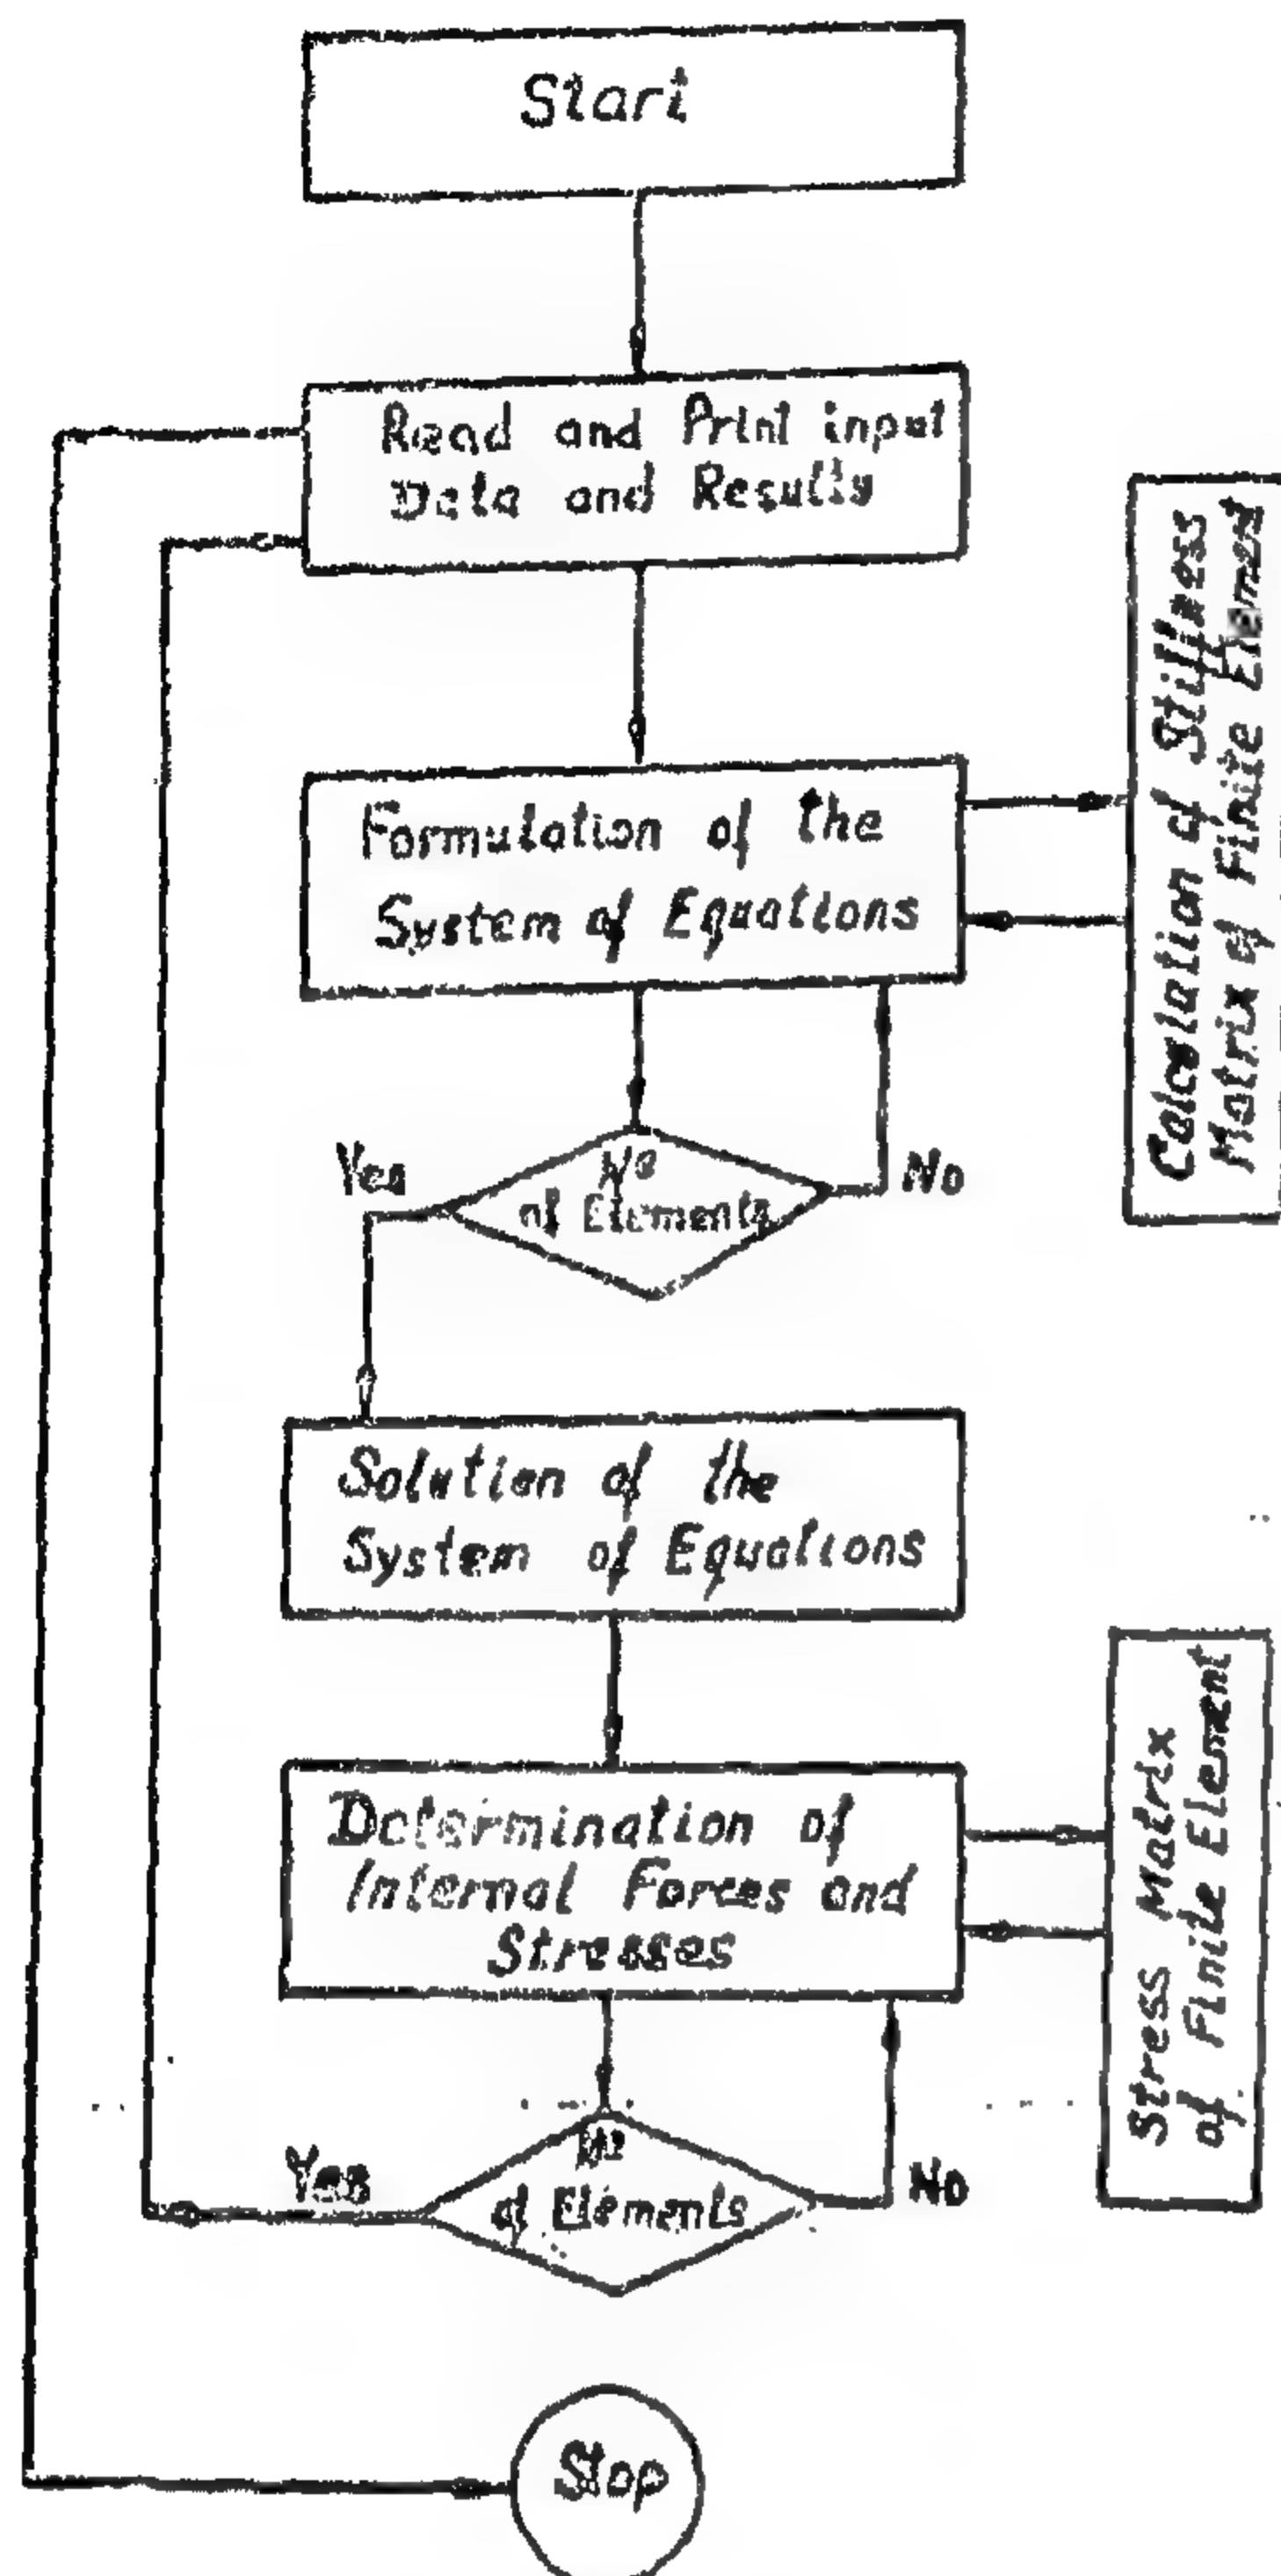 Start
Read and Print input
Data and Results
Calculation of Stiffness
Matrix of Finite Element
Formulation of the
System of Equations
Yes
No
of Elements
No
Solution of the
System of Equations
Determination of
Internal Forces and
Stresses
Stress Matrix
of Finite Element
Yes
of Elements
No
Stop